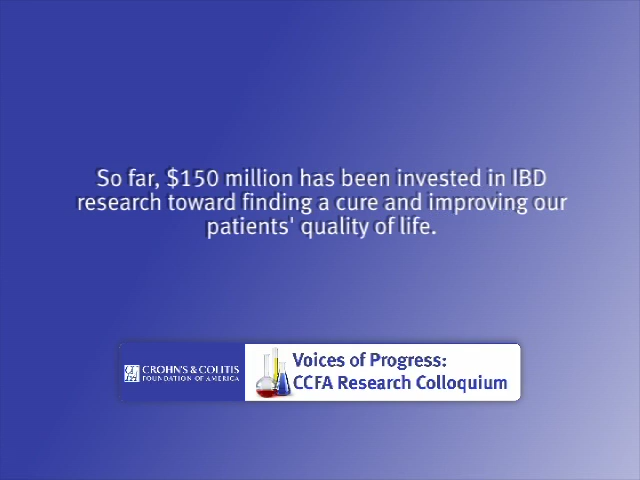 So far, $150 million has been invested in IBD
research toward finding a cure and improving our
patients' quality of life.
CROHN'S & COLITIS
FOUNDATION OF AMERICA
Voices of Progress:
CCFA Research Colloquium